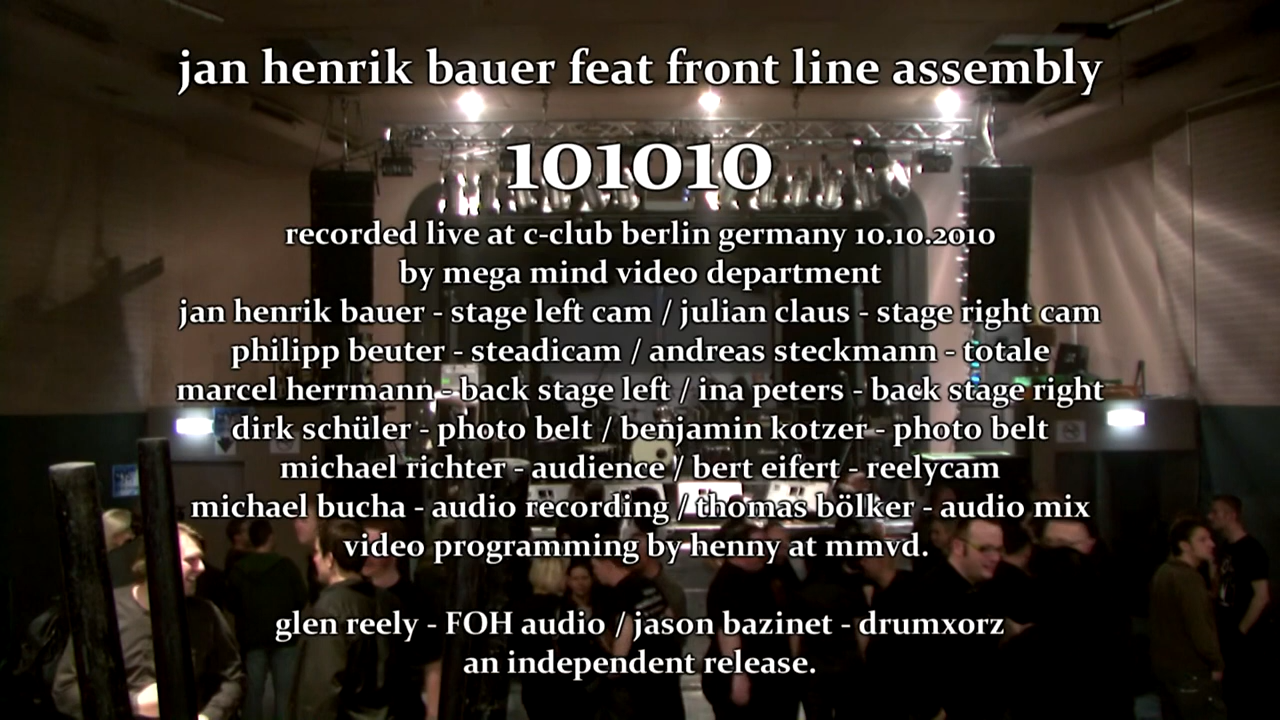 jan henrik bauer feat front line assembly
101010
recorded live at c-club berlin germany 10.10.2010
by mega mind video department
jan henrik bauer - stage left cam / julian claus - stage right cam
philipp beuter - steadicam / andreas steckmann - totale
marcel herrmann - back stage left / ina peters - back stage right
dirk schüler - photo belt / benjamin kotzer - photo belt
michael richter - audience / bert eifert - reelycam
michael bucha - audio recording / thomas bölker - audio mix
video programming by henny at mmvd.
glen reely - FOH audio / jason bazinet - drumxorz
an independent release.